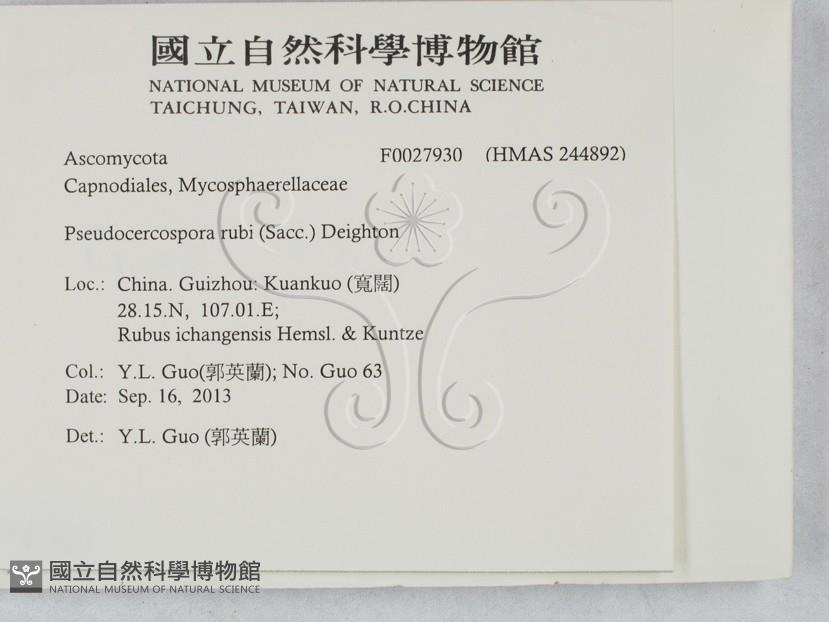 國立自然科學博物館
NATIONAL MUSEUM OF NATURAL SCIENCE
TAICHUNG, TAIWAN, R.O.CHINA
Ascomycota F0027930 (HMAS 244892)
Capnodiales, Mycosphaerellaceae
Pseudocercospora rubi (Sacc.) Deighton
Loc.: China. Guizhou: Kuankuo (寬闊)
28.15.N, 107.01.E;
Rubus ichangensis Hemsl. & Kuntze
Col.: Y.L. Guo(郭英蘭); No. Guo 63
Date: Sep. 16, 2013
Det.: Y.L. Guo (郭英蘭)
國立自然科學博物館
NATIONAL MUSEUM OF NATURAL SCIENCE